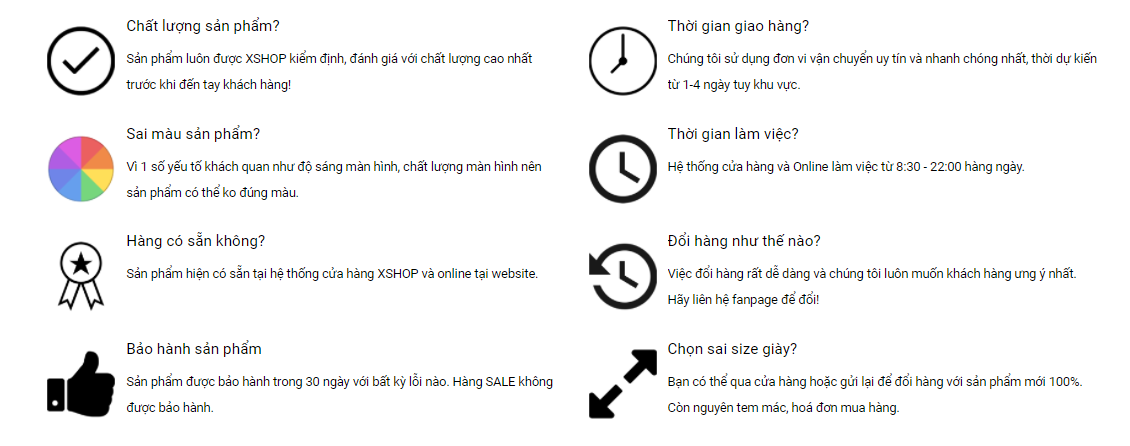 Chất lượng sản phẩm?
Sản phẩm luôn được XSHOP kiểm định, đánh giá với chất lượng cao nhất
trước khi đến tay khách hàng!
Sai màu sản phẩm?
Vì 1 số yếu tố khách quan như độ sáng màn hình, chất lượng màn hình nên
sản phẩm có thể ko đúng màu.
Hàng có sẵn không?
Sản phẩm hiện có sẵn tại hệ thống cửa hàng XSHOP và online tại website.
Bảo hành sản phẩm
Sản phẩm được bảo hành trong 30 ngày với bất kỳ lỗi nào. Hàng SALE không
được bảo hành.
Thời gian giao hàng?
Chúng tôi sử dụng đơn vi vận chuyển uy tín và nhanh chóng nhất, thời dự kiến
từ 1-4 ngày tuy khu vực.
Thời gian làm việc?
Hệ thống cửa hàng và Online làm việc từ 8:30 - 22:00 hàng ngày.
Đổi hàng như thế nào?
Việc đổi hàng rất dễ dàng và chúng tôi luôn muốn khách hàng ưng ý nhất.
Hãy liên hệ fanpage để đổi!
Chọn sai size giày?
Bạn có thể qua cửa hàng hoặc gửi lại để đổi hàng với sản phẩm mới 100%.
Còn nguyên tem mác, hoá đơn mua hàng.